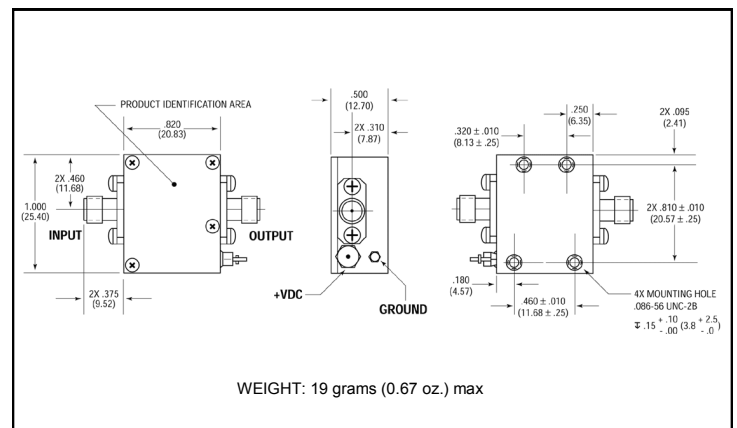 PRODUCT IDENTIFICATION AREA
.820
(20.83)
2X .460
(11.68)
1.000
(25.40)
INPUT
OUTPUT
2X .375
(9.52)
.500
(12.70)
2X .310
(7.87)
+VDC
GROUND
.250
(6.35)
2X .095
(2.41)
.320 ± .010
(8.13 ± .25)
2X .810 ± .010
(20.57 ± .25)
.180
(4.57)
.460 ± .010
(11.68 ± .25)
4X MOUNTING HOLE
.086-56 UNC-2B
↧ .15 + .10 - .00 (3.8 + 2.5 - .0)
WEIGHT: 19 grams (0.67 oz.) max